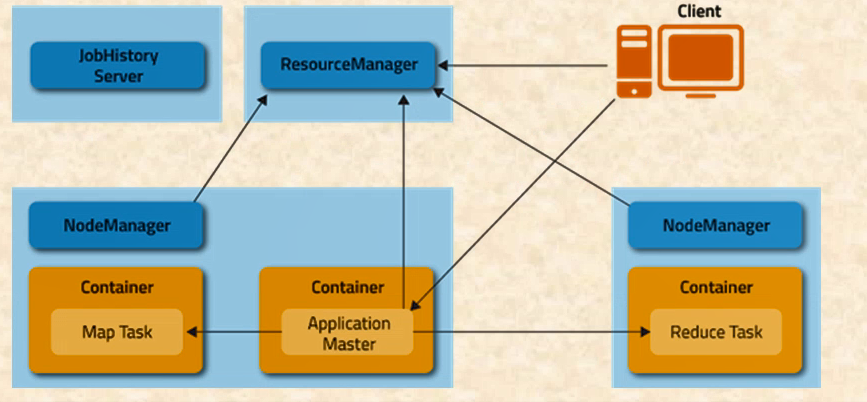 Client
JobHistory
Server
ResourceManager
NodeManager
NodeManager
Container
Map Task
Container
Application
Master
Container
Reduce Task